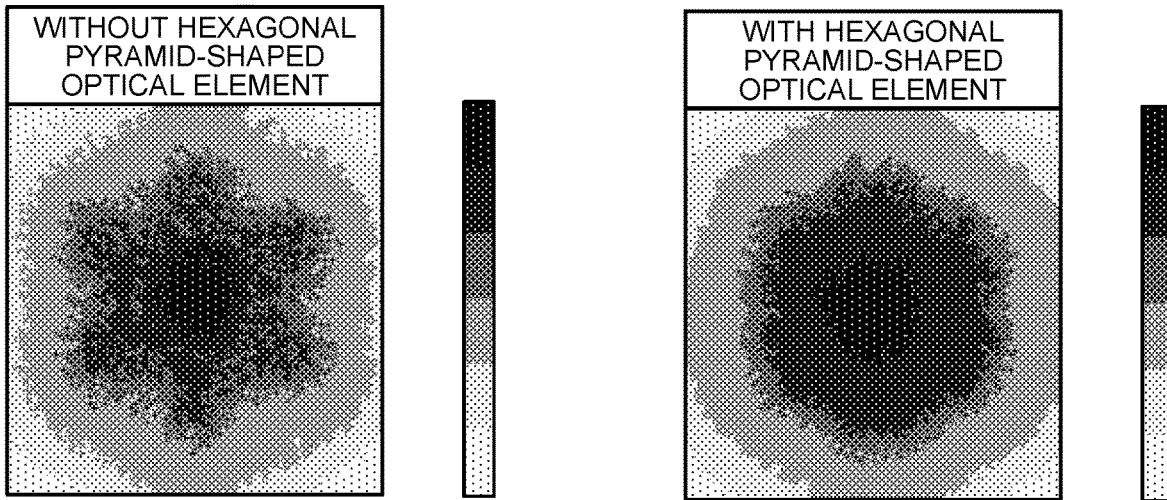 WITHOUT HEXAGONAL
PYRAMID-SHAPED
OPTICAL ELEMENT
WITH HEXAGONAL
PYRAMID-SHAPED
OPTICAL ELEMENT